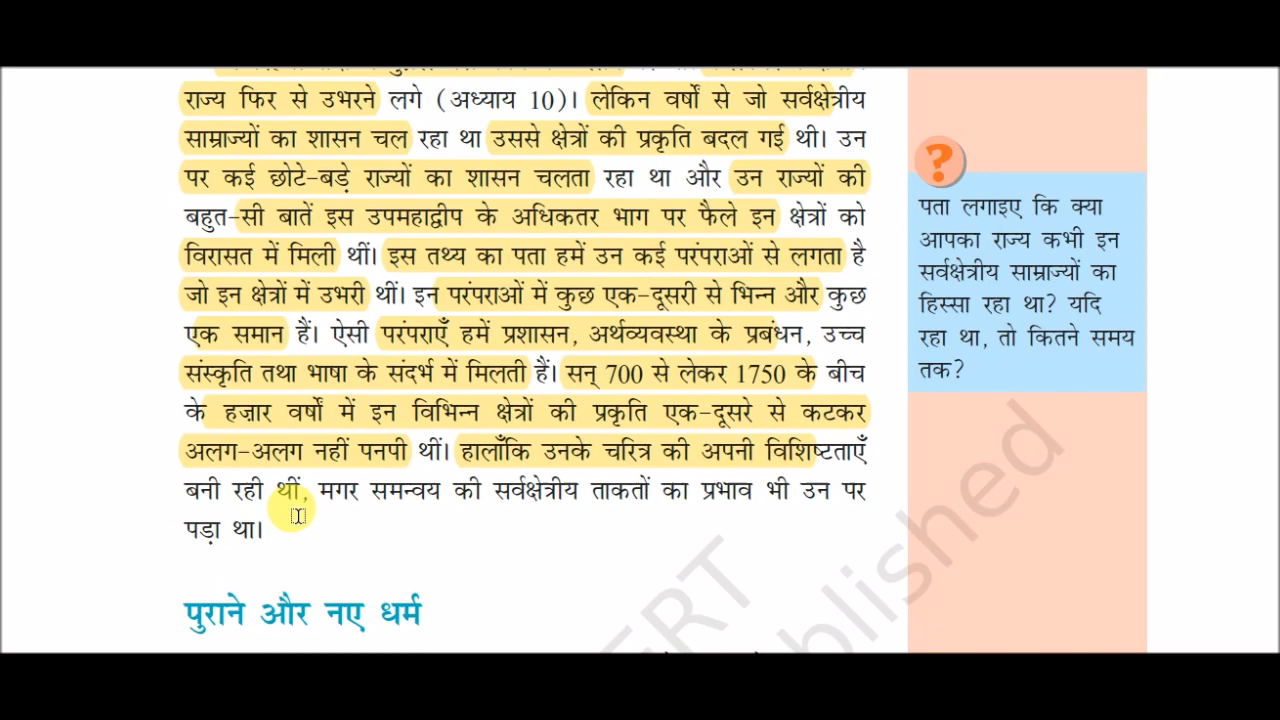 राज्य फिर से उभरने लगे (अध्याय 10)। लेकिन वर्षों से जो सर्वक्षेत्रीय
साम्राज्यों का शासन चल रहा था उससे क्षेत्रों की प्रकृति बदल गई थी। उन
पर कई छोटे-बड़े राज्यों का शासन चलता रहा था और उन राज्यों की
बहुत-सी बातें इस उपमहाद्वीप के अधिकतर भाग पर फैले इन क्षेत्रों को
विरासत में मिली थीं। इस तथ्य का पता हमें उन कई परंपराओं से लगता है
जो इन क्षेत्रों में उभरी थीं। इन परंपराओं में कुछ एक-दूसरी से भिन्न और कुछ
एक समान हैं। ऐसी परंपराएँ हमें प्रशासन, अर्थव्यवस्था के प्रबंधन, उच्च
संस्कृति तथा भाषा के संदर्भ में मिलती हैं। सन् 700 से लेकर 1750 के बीच
के हज़ार वर्षों में इन विभिन्न क्षेत्रों की प्रकृति एक-दूसरे से कटकर
अलग-अलग नहीं पनपी थीं। हालाँकि उनके चरित्र की अपनी विशिष्टताएँ
बनी रही थीं, मगर समन्वय की सर्वक्षेत्रीय ताकतों का प्रभाव भी उन पर
पड़ा था।
पुराने और नए धर्म
?
पता लगाइए कि क्या
आपका राज्य कभी इन
सर्वक्षेत्रीय साम्राज्यों का
हिस्सा रहा था? यदि
रहा था, तो कितने समय
तक?